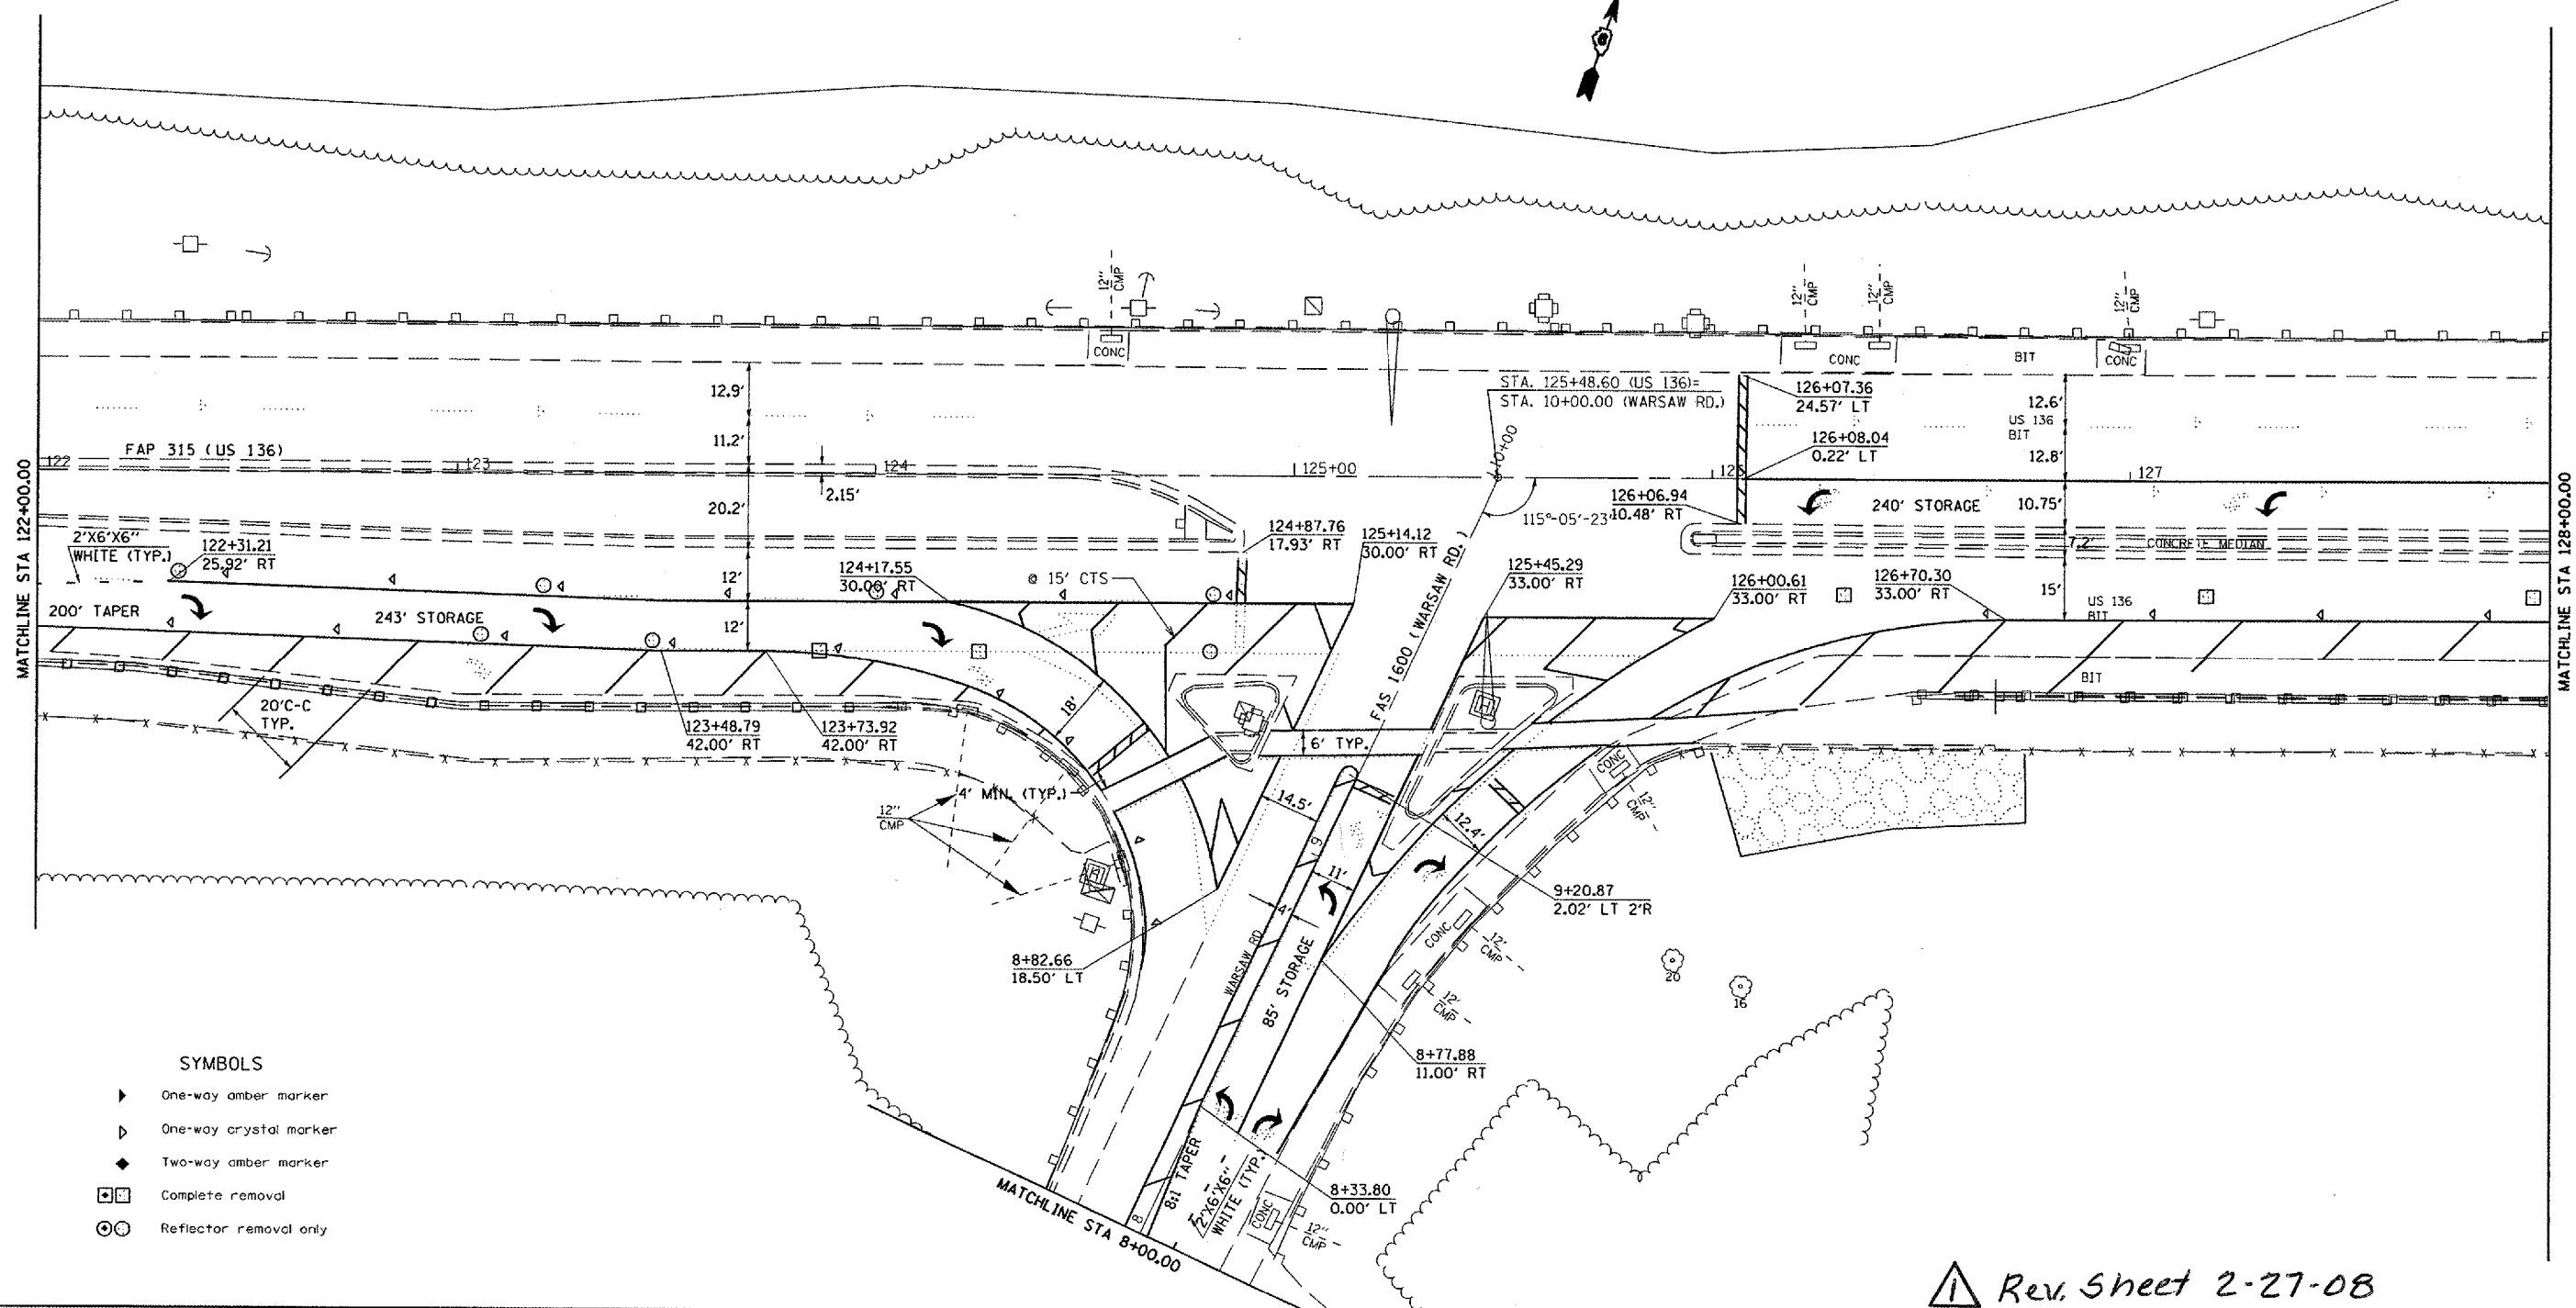 12" CMP
12" CMP
12" CMP
12" CMP
CONC
CONC
BIT
CONC
12.9'
STA. 125+48.60 (US 136)=
STA. 10+00.00 (WARSAW RD.)
126+07.36
24.57' LT
12.6'
US 136
BIT
11.2'
10+00
126+08.04
0.22' LT
12.8'
FAP 315 (US 136)
122
123
124
125+00
127
2.15'
20.2'
126+06.94
10.48' RT
115°-05'-23"
240' STORAGE
10.75'
MATCHLINE STA 122+00.00
MATCHLINE STA 128+00.00
2'X6'X6"
WHITE (TYP.)
122+31.21
25.92' RT
124+87.76
17.93' RT
125+14.12
30.00' RT
7.2'
CONCRETE MEDIAN
124+17.55
30.00' RT
@ 15' CTS
125+45.29
33.00' RT
126+00.61
33.00' RT
126+70.30
33.00' RT
12'
15'
US 136
BIT
200' TAPER
243' STORAGE
12'
FAS 1600 (WARSAW RD.)
BIT
20'C-C
TYP.
18'
123+48.79
42.00' RT
123+73.92
42.00' RT
6' TYP.
4' MIN. (TYP.)
12"
CMP
14.5'
CONC
12" CMP
12.4'
11'
4'
9+20.87
2.02' LT 2'R
8+82.66
18.50' LT
WARSAW RD
85' STORAGE
CONC
12' CMP
12' CMP
20
16
8+77.88
11.00' RT
SYMBOLS
One-way amber marker
One-way crystal marker
Two-way amber marker
Complete removal
Reflector removal only
8:1 TAPER
2'X6'X6"
WHITE (TYP.)
8+33.80
0.00' LT
MATCHLINE STA 8+00.00
8
CONC
12" CMP
1 Rev. Sheet 2-27-08